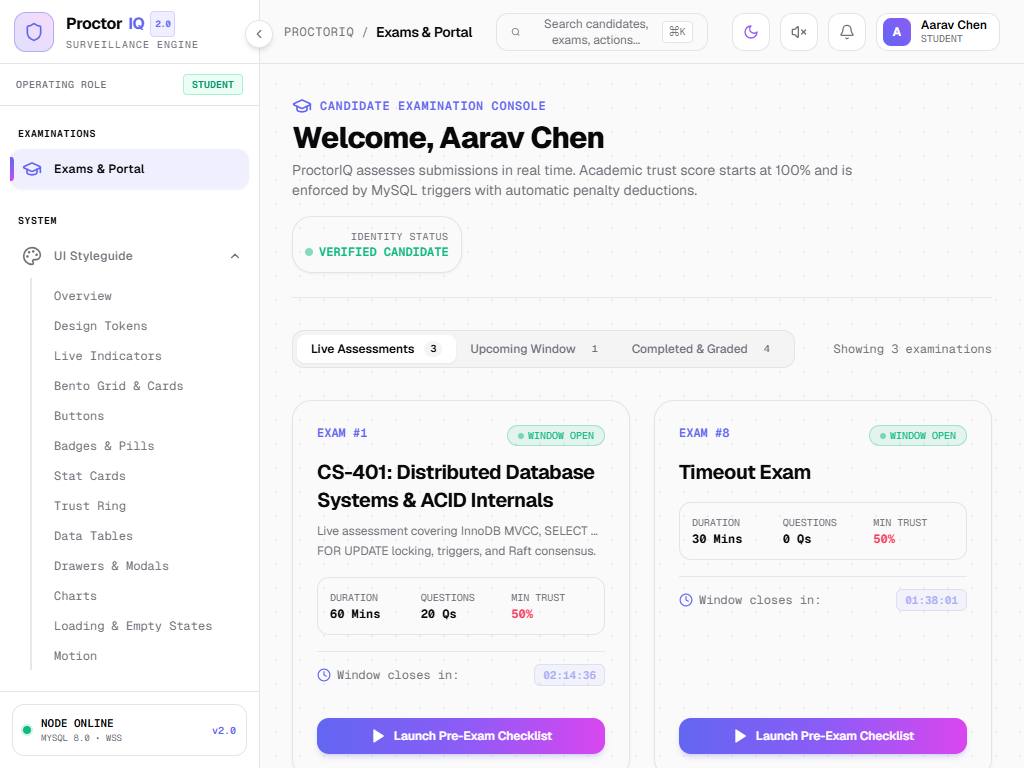 Proctor IQ 2.0
SURVEILLANCE ENGINE
OPERATING ROLE
STUDENT
EXAMINATIONS
Exams & Portal
SYSTEM
UI Styleguide
Overview
Design Tokens
Live Indicators
Bento Grid & Cards
Buttons
Badges & Pills
Stat Cards
Trust Ring
Data Tables
Drawers & Modals
Charts
Loading & Empty States
Motion
NODE ONLINE
MYSQL 8.0 • WSS
v2.0
PROCTORIQ / Exams & Portal
Search candidates,
exams, actions…
⌘K
A
Aarav Chen
STUDENT
CANDIDATE EXAMINATION CONSOLE
Welcome, Aarav Chen
ProctorIQ assesses submissions in real time. Academic trust score starts at 100% and is
enforced by MySQL triggers with automatic penalty deductions.
IDENTITY STATUS
VERIFIED CANDIDATE
Live Assessments 3
Upcoming Window 1
Completed & Graded 4
Showing 3 examinations
EXAM #1
WINDOW OPEN
CS-401: Distributed Database
Systems & ACID Internals
Live assessment covering InnoDB MVCC, SELECT …
FOR UPDATE locking, triggers, and Raft consensus.
DURATION QUESTIONS MIN TRUST
60 Mins 20 Qs 50%
Window closes in: 02:14:36
Launch Pre-Exam Checklist
EXAM #8
WINDOW OPEN
Timeout Exam
DURATION QUESTIONS MIN TRUST
30 Mins 0 Qs 50%
Window closes in: 01:38:01
Launch Pre-Exam Checklist